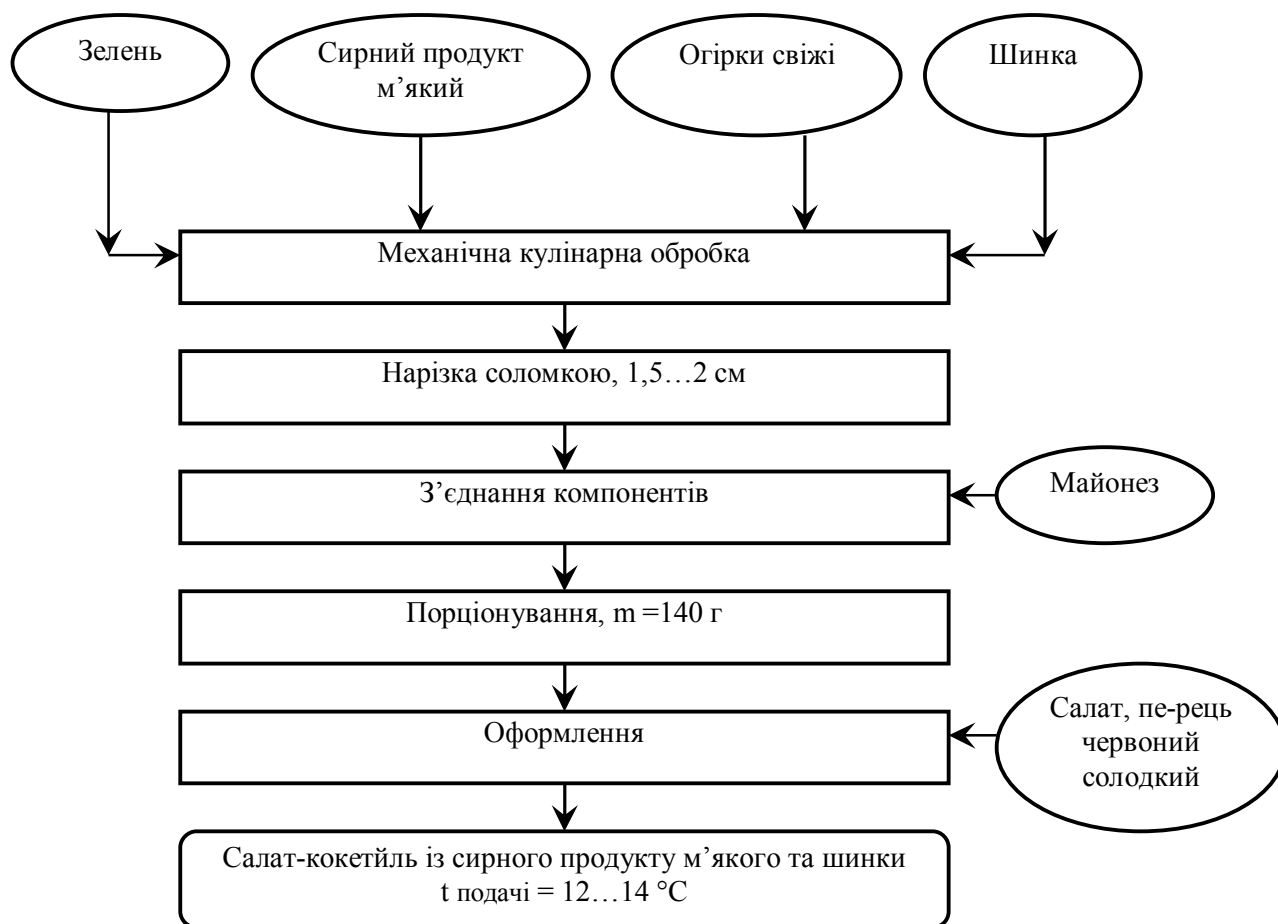 Зелень
Сирний продукт
м’який
Огірки свіжі
Шинка
Механічна кулінарна обробка
Нарізка соломкою, 1,5…2 см
З’єднання компонентів
Майонез
Порціонування, m =140 г
Оформлення
Салат, пе-рець
червоний
солодкий
Салат-кокетйль із сирного продукту м’якого та шинки
t подачі = 12…14 °С